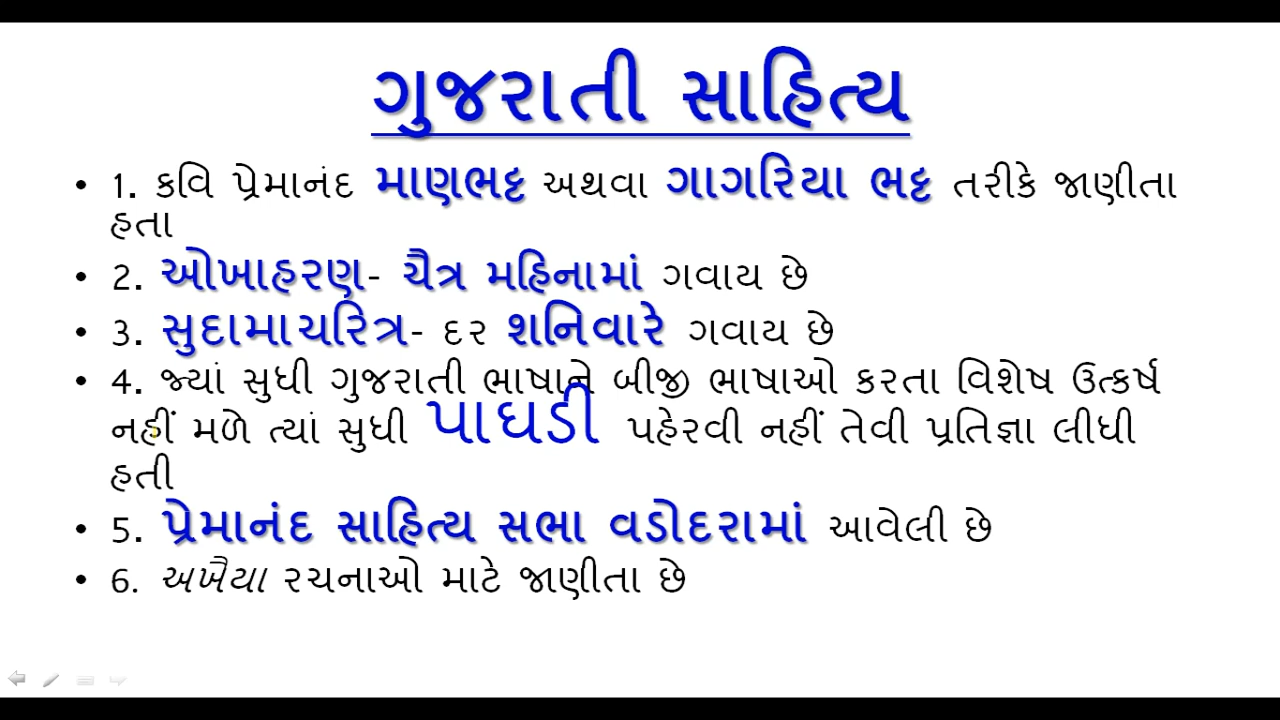 ગુજરાતી સાહિત્ય
• 1. કવિ પ્રેમાનંદ માણભટ્ટ અથવા ગાગરિયા ભટ્ટ તરીકે જાણીતા
હતા
• 2. ઓખાહરણ- ચૈત્ર મહિનામાં ગવાય છે
• 3. સુદામાચરિત્ર- દર શનિવારે ગવાય છે
• 4. જ્યાં સુધી ગુજરાતી ભાષાને બીજી ભાષાઓ કરતા વિશેષ ઉત્કર્ષ
નહીં મળે ત્યાં સુધી પાઘડી પહેરવી નહીં તેવી પ્રતિજ્ઞા લીધી
હતી
• 5. પ્રેમાનંદ સાહિત્ય સભા વડોદરામાં આવેલી છે
• 6. અખૈયા રચનાઓ માટે જાણીતા છે